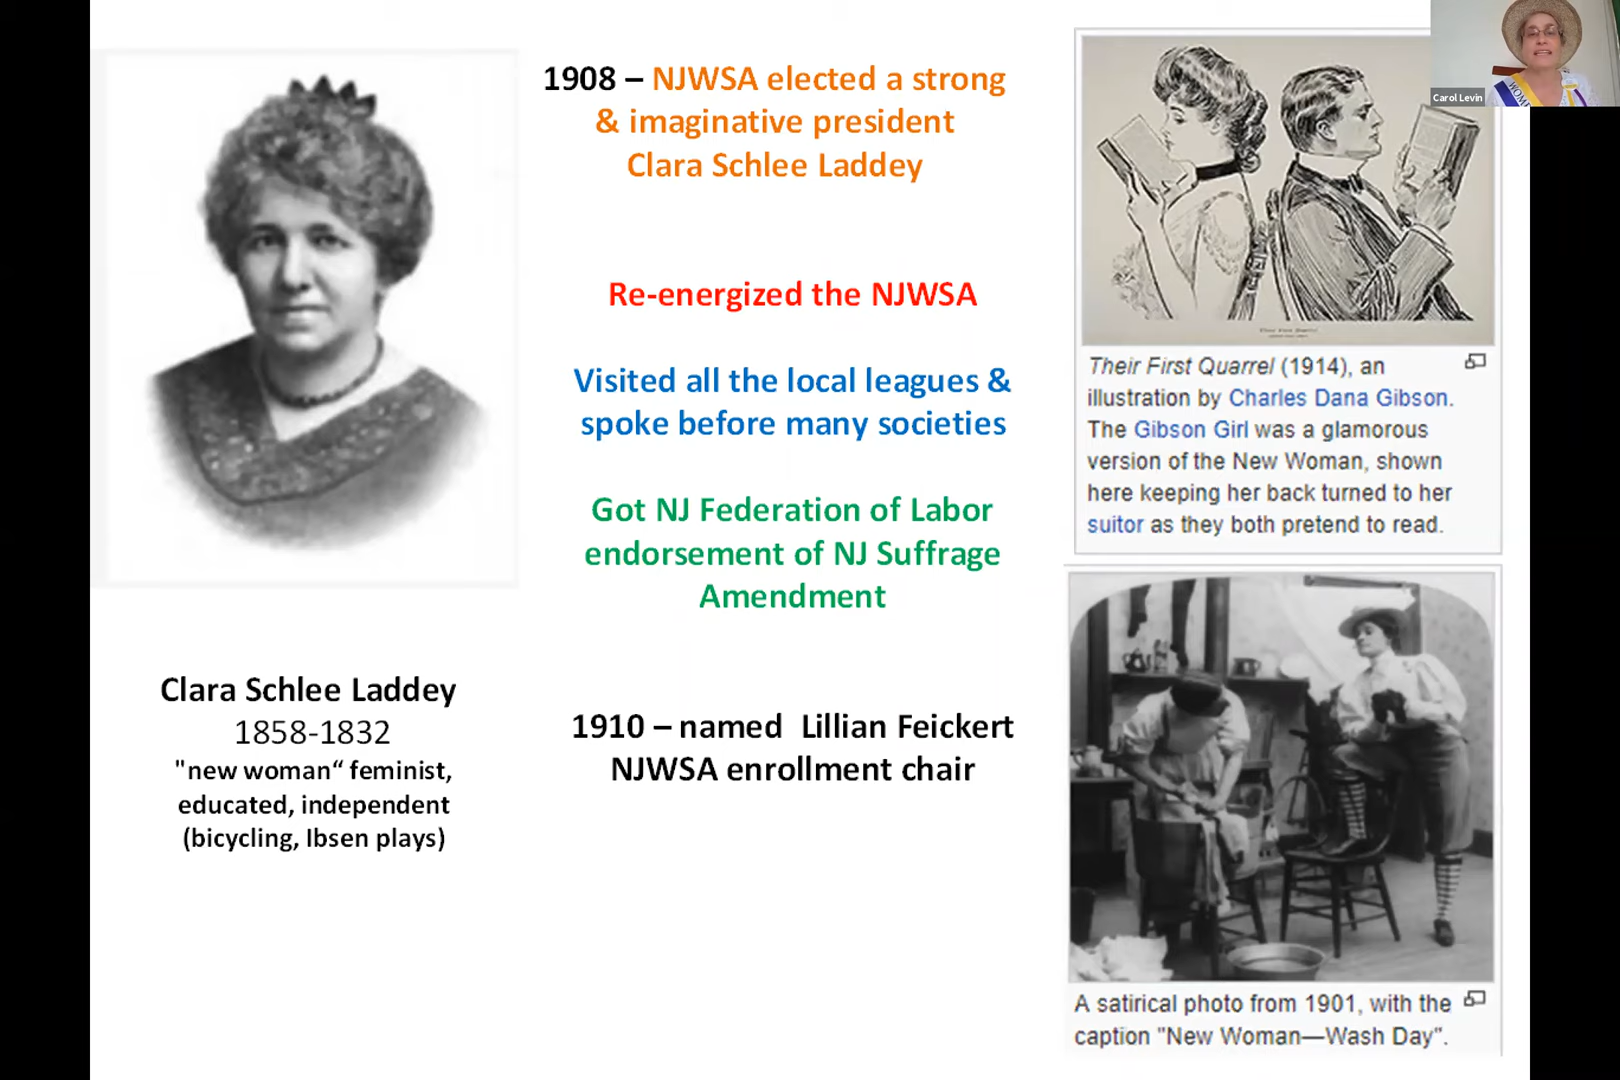 1908 – NJWSA elected a strong
& imaginative president
Clara Schlee Laddey
Re-energized the NJWSA
Visited all the local leagues &
spoke before many societies
Got NJ Federation of Labor
endorsement of NJ Suffrage
Amendment
1910 – named Lillian Feickert
NJWSA enrollment chair
Clara Schlee Laddey
1858-1832
"new woman“ feminist,
educated, independent
(bicycling, Ibsen plays)
Carol Levin
Their First Quarrel (1914), an
illustration by Charles Dana Gibson.
The Gibson Girl was a glamorous
version of the New Woman, shown
here keeping her back turned to her
suitor as they both pretend to read.
A satirical photo from 1901, with the
caption "New Woman—Wash Day".